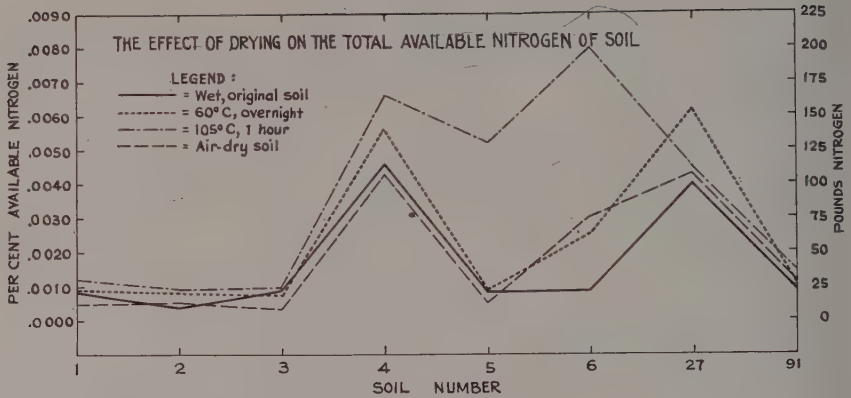 THE EFFECT OF DRYING ON THE TOTAL AVAILABLE NITROGEN OF SOIL
LEGEND :
= Wet, original soil
= 60°C, overnight
= 105°C, 1 hour
= Air-dry soil
PER CENT AVAILABLE NITROGEN
.0090
.0080
.0070
.0060
.0050
.0040
.0030
.0020
.0010
.0000
225
200
175
150
125
100
75
50
25
0
POUNDS NITROGEN
1 2 3 4 5 6 27 91
SOIL NUMBER